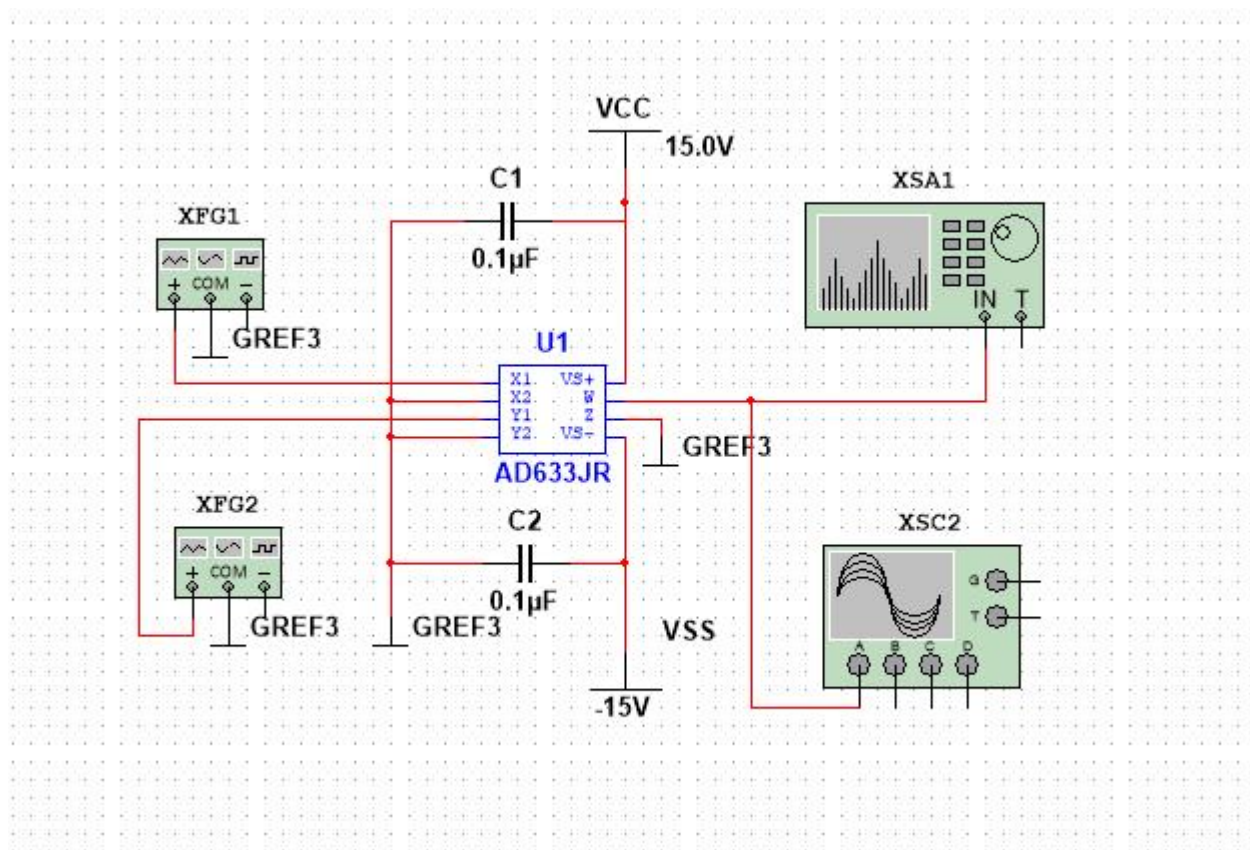 VCC
15.0V
C1
0.1µF
XFG1
+ COM −
GREF3
XSA1
IN T
U1
X1 VS+
X2 W
Y1 Z
Y2 VS-
AD633JR
GREF3
XFG2
+ COM −
GREF3
C2
0.1µF
GREF3
VSS
-15V
XSC2
G
T
A B C D